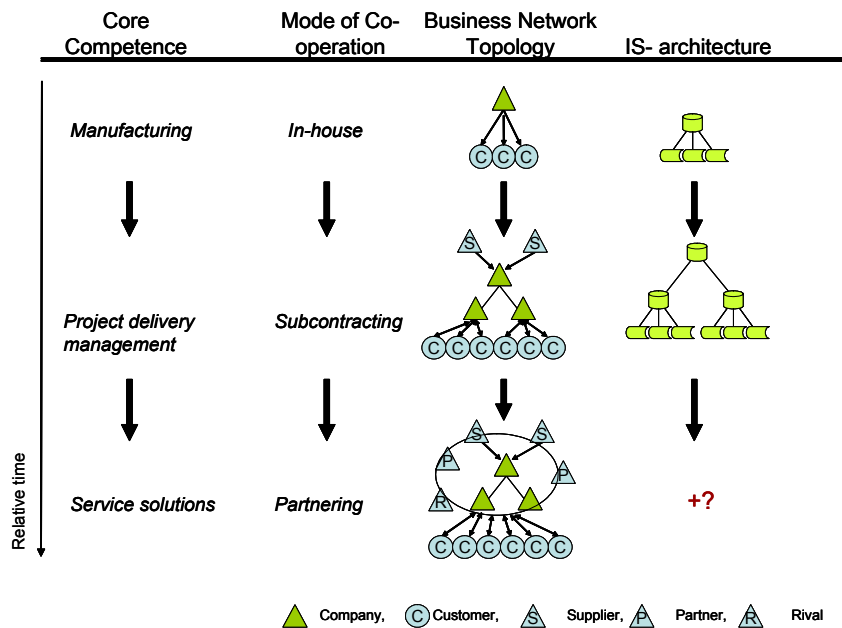 Core Competence
Mode of Co-operation
Business Network Topology
IS- architecture
Manufacturing
In-house
C C C
S S
Project delivery management
Subcontracting
C C C C C C
S S
P P
R
Service solutions
Partnering
+?
C C C C C C
Relative time
Company, C Customer, S Supplier, P Partner, R Rival